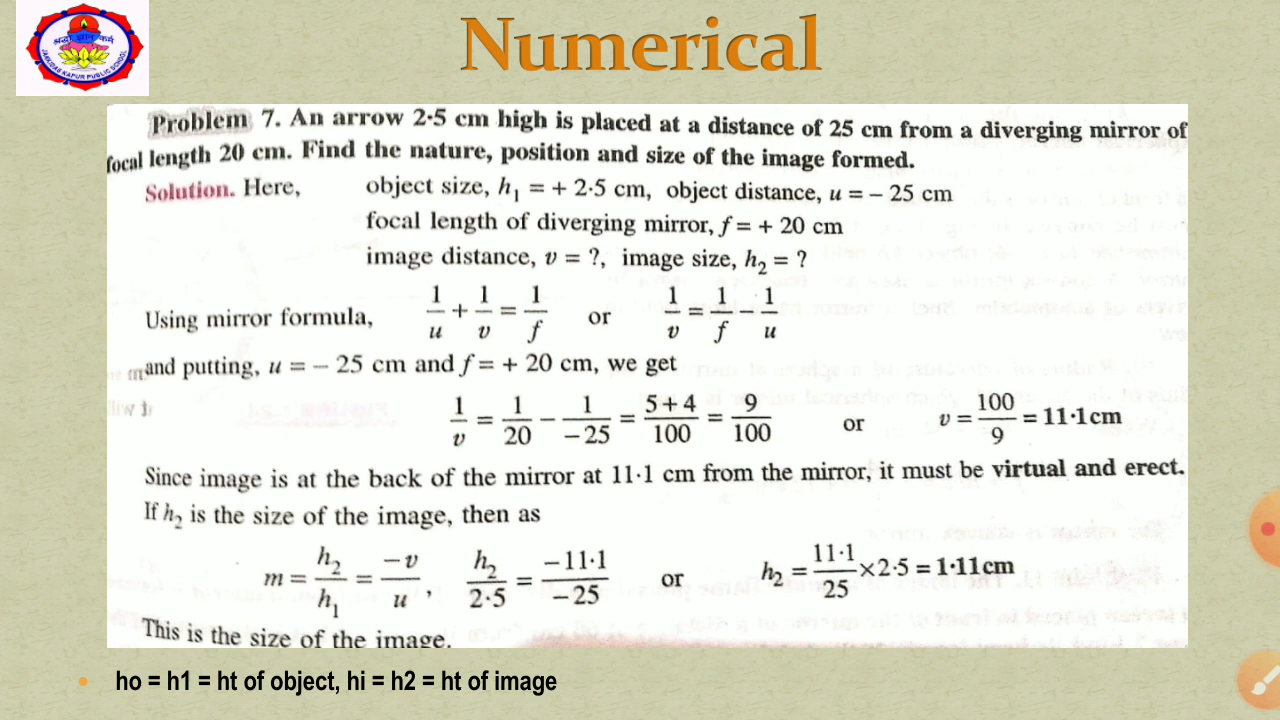 श्रद्धा ज्ञान कर्म
JANKIDAS KAPUR PUBLIC SCHOOL
Numerical
Problem 7. An arrow 2·5 cm high is placed at a distance of 25 cm from a diverging mirror of
focal length 20 cm. Find the nature, position and size of the image formed.
Solution. Here, object size, h₁ = + 2·5 cm, object distance, u = – 25 cm
focal length of diverging mirror, f = + 20 cm
image distance, v = ?, image size, h₂ = ?
Using mirror formula, 1/u + 1/v = 1/f or 1/v = 1/f – 1/u
and putting, u = – 25 cm and f = + 20 cm, we get
1/v = 1/20 – 1/–25 = 5+4/100 = 9/100 or v = 100/9 = 11·1cm
Since image is at the back of the mirror at 11·1 cm from the mirror, it must be virtual and erect.
If h₂ is the size of the image, then as
m = h₂/h₁ = –v/u, h₂/2·5 = –11·1/–25 or h₂ = 11·1/25 ×2·5 = 1·11cm
This is the size of the image.
• ho = h1 = ht of object, hi = h2 = ht of image